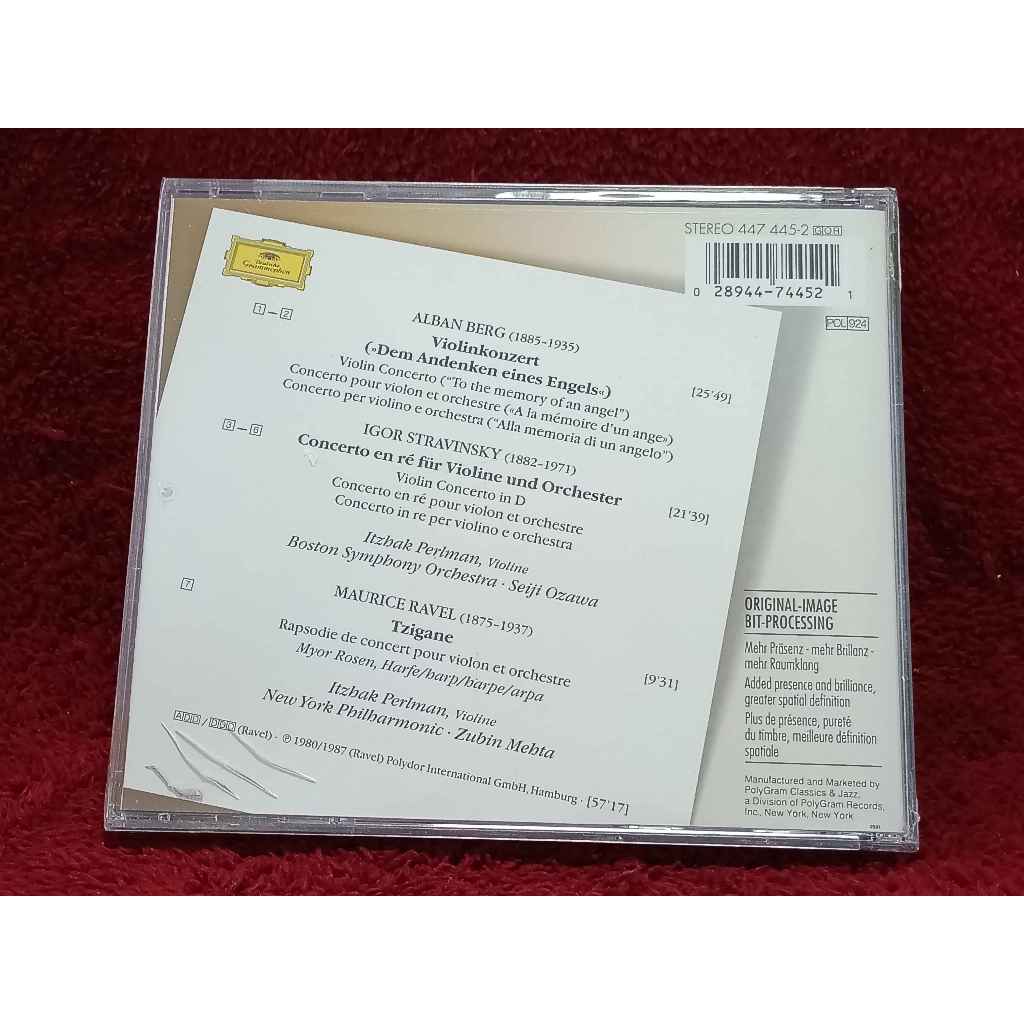 STEREO 447 445-2 GOR
0 28944-74452 1
PDL 924
Deutsche
Grammophon
1 – 2
ALBAN BERG (1885-1935)
Violinkonzert
(»Dem Andenken eines Engels«)
[25'49]
Violin Concerto (“To the memory of an angel”)
Concerto pour violon et orchestre («A la mémoire d'un ange»)
Concerto per violino e orchestra (“Alla memoria di un angelo”)
3 – 6
IGOR STRAVINSKY (1882-1971)
Concerto en ré für Violine und Orchester
[21'39]
Violin Concerto in D
Concerto en ré pour violon et orchestre
Concerto in re per violino e orchestra
Itzhak Perlman, Violine
Boston Symphony Orchestra · Seiji Ozawa
7
MAURICE RAVEL (1875-1937)
Tzigane
[9'31]
Rapsodie de concert pour violon et orchestre
Myor Rosen, Harfe/harp/harpe/arpa
Itzhak Perlman, Violine
New York Philharmonic · Zubin Mehta
ADD / DDD (Ravel) · ℗ 1980/1987 (Ravel) Polydor International GmbH, Hamburg · [57'17]
ORIGINAL-IMAGE
BIT-PROCESSING
Mehr Präsenz - mehr Brillanz -
mehr Raumklang
Added presence and brilliance,
greater spatial definition
Plus de présence, pureté
du timbre, meilleure définition
spatiale
Manufactured and Marketed by
PolyGram Classics & Jazz,
a Division of PolyGram Records,
Inc., New York, New York